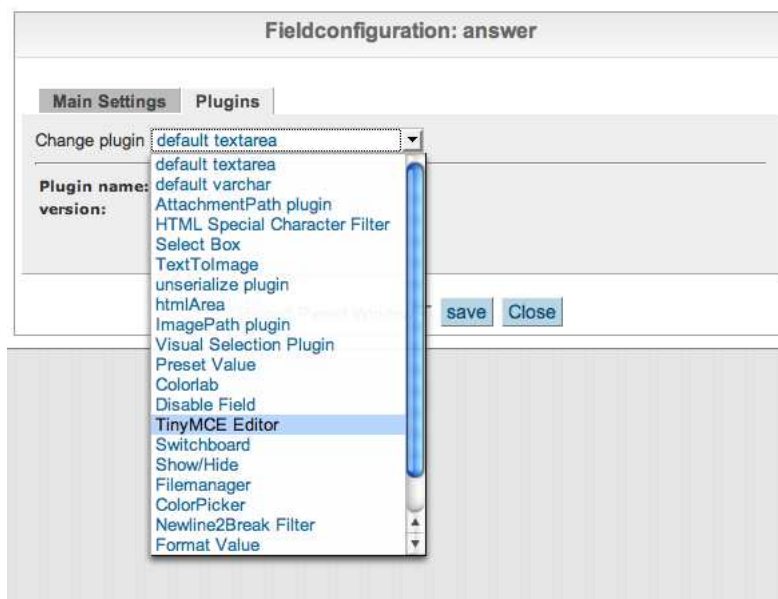 Fieldconfiguration: answer
Main Settings Plugins
Change plugin default textarea
Plugin name:
version:
default textarea
default varchar
AttachmentPath plugin
HTML Special Character Filter
Select Box
TextToImage
unserialize plugin
htmlArea
ImagePath plugin
Visual Selection Plugin
Preset Value
Colorlab
Disable Field
TinyMCE Editor
Switchboard
Show/Hide
Filemanager
ColorPicker
Newline2Break Filter
Format Value
save Close